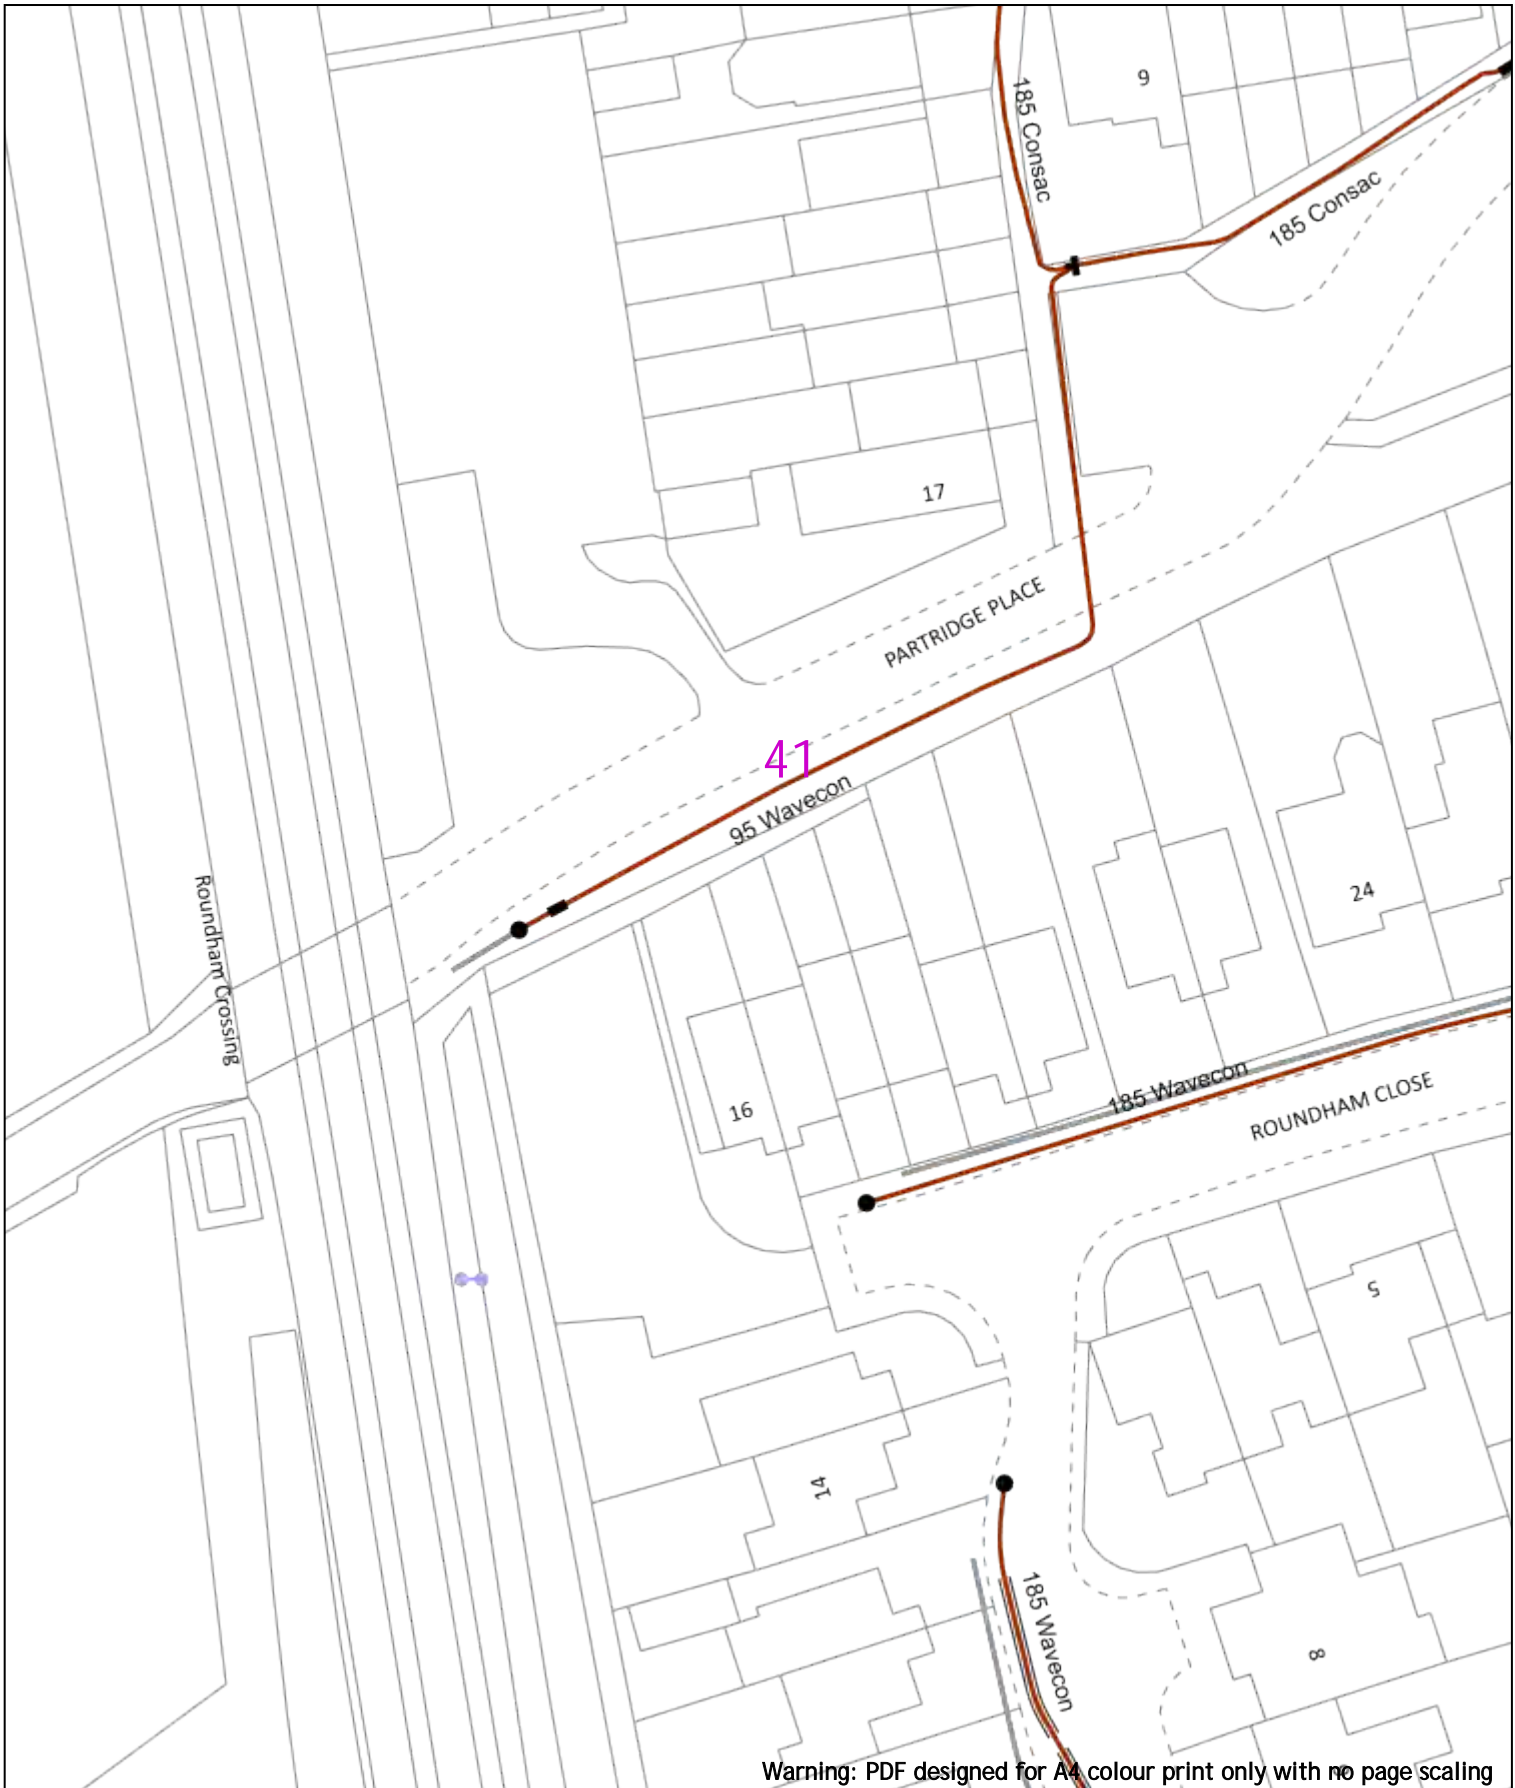 185 Consac
9
185 Consac
17
PARTRIDGE PLACE
41
95 Wavecon
Roundham Crossing
24
185 Wavecon
16
ROUNDHAM CLOSE
5
14
185 Wavecon
8
Warning: PDF designed for A4 colour print only with no page scaling